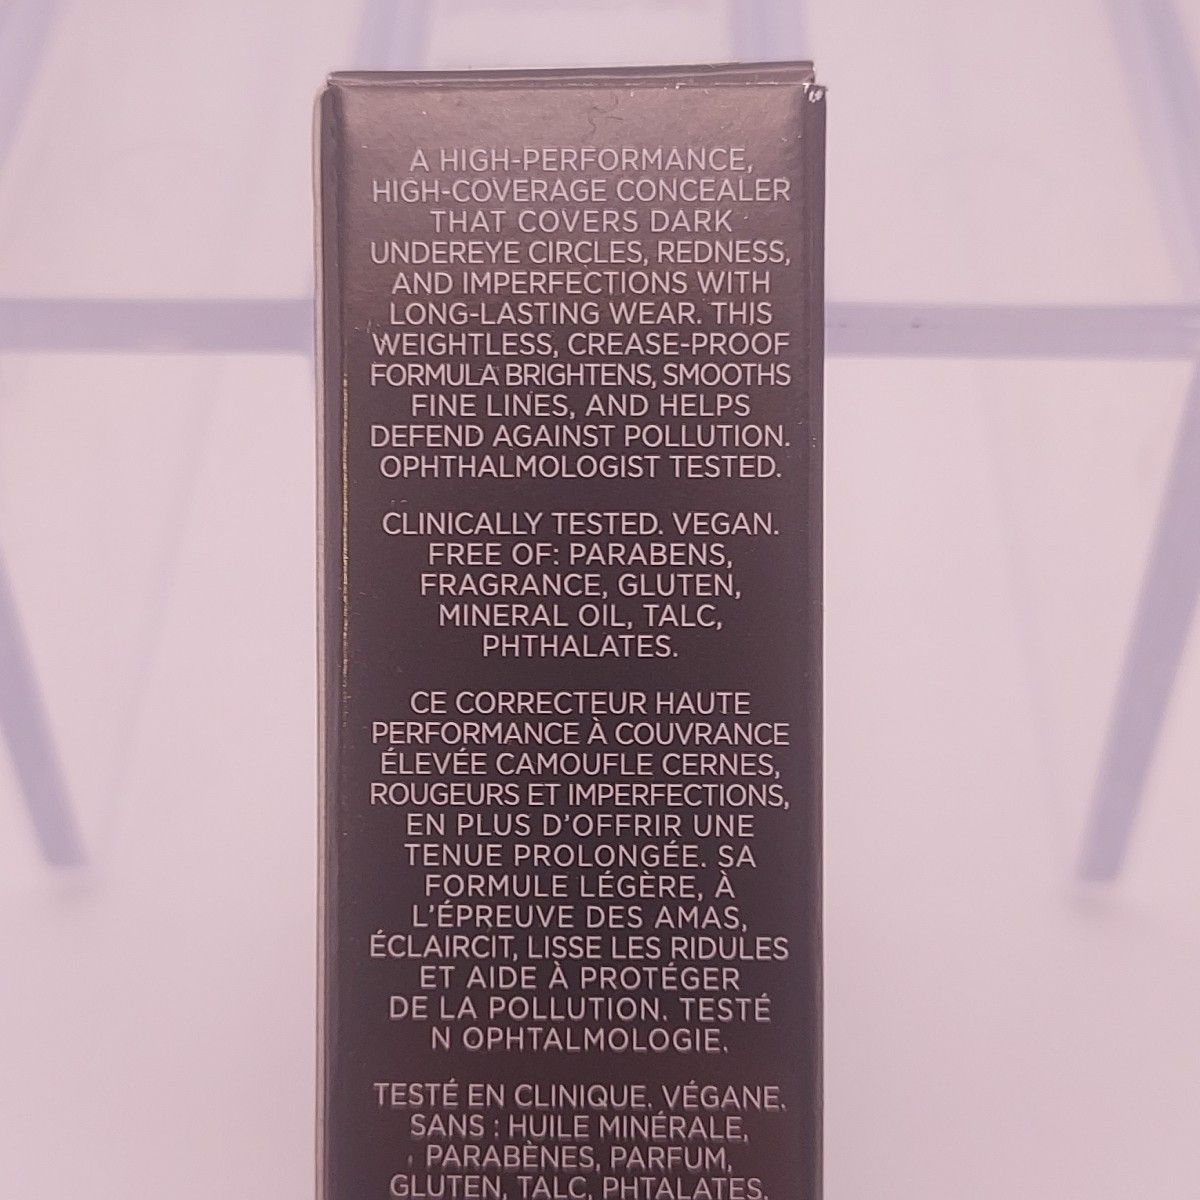 A HIGH-PERFORMANCE,
HIGH-COVERAGE CONCEALER
THAT COVERS DARK
UNDEREYE CIRCLES, REDNESS,
AND IMPERFECTIONS WITH
LONG-LASTING WEAR. THIS
WEIGHTLESS, CREASE-PROOF
FORMULA BRIGHTENS, SMOOTHS
FINE LINES, AND HELPS
DEFEND AGAINST POLLUTION.
OPHTHALMOLOGIST TESTED.
CLINICALLY TESTED. VEGAN.
FREE OF: PARABENS,
FRAGRANCE, GLUTEN,
MINERAL OIL, TALC,
PHTHALATES.
CE CORRECTEUR HAUTE
PERFORMANCE À COUVRANCE
ÉLEVÉE CAMOUFLE CERNES,
ROUGEURS ET IMPERFECTIONS,
EN PLUS D'OFFRIR UNE
TENUE PROLONGÉE. SA
FORMULE LÉGÈRE, À
L'ÉPREUVE DES AMAS,
ÉCLAIRCIT, LISSE LES RIDULES
ET AIDE À PROTÉGER
DE LA POLLUTION. TESTÉ
N OPHTALMOLOGIE.
TESTÉ EN CLINIQUE. VÉGANE.
SANS : HUILE MINÉRALE,
PARABÈNES, PARFUM,
GLUTEN, TALC, PHTALATES.